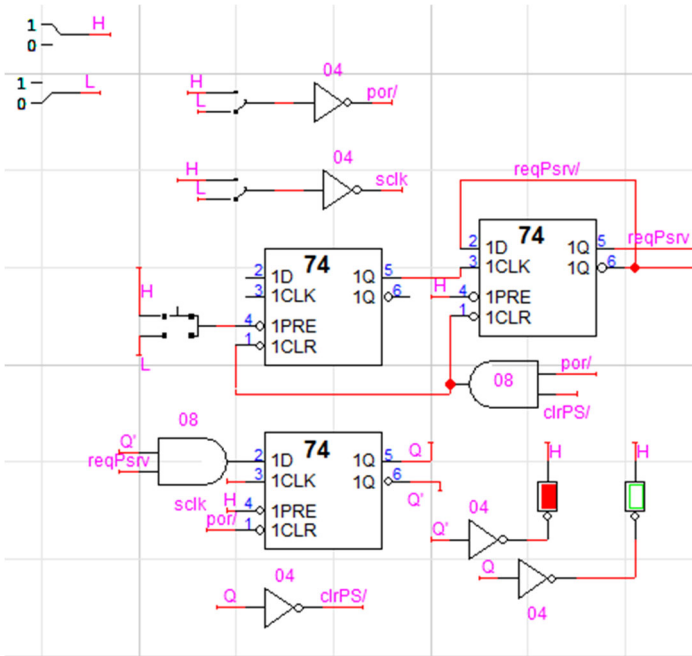 1 H
0
1 L
0
04
H
L
por/
04
H
L
sclk
reqPsrv/
74
2 1D 1Q 5 reqPsrv
3 1CLK 1Q 6
H 4 1PRE
1 1CLR
74
2 1D 1Q 5
3 1CLK 1Q 6
4 1PRE
1 1CLR
H
L
por/
08
clrPS/
08
Q'
reqPsrv
74
2 1D 1Q 5 Q
3 1CLK 1Q 6 Q'
sclk H 4 1PRE
por/ 1 1CLR
H H
04
Q'
Q
04
04
Q clrPS/